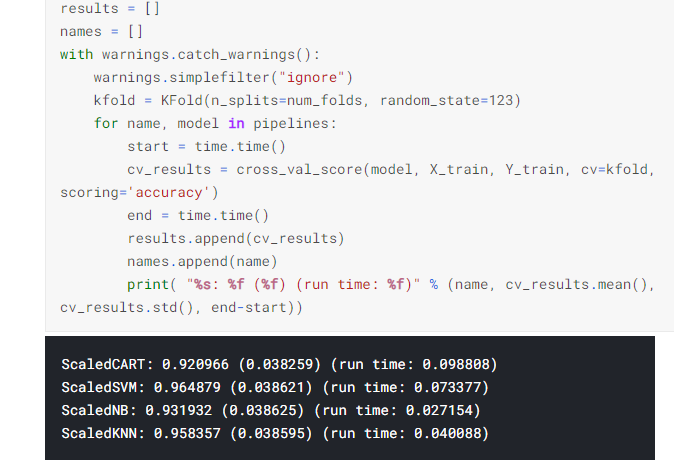 results = []
names = []
with warnings.catch_warnings():
    warnings.simplefilter("ignore")
    kfold = KFold(n_splits=num_folds, random_state=123)
    for name, model in pipelines:
        start = time.time()
        cv_results = cross_val_score(model, X_train, Y_train, cv=kfold,
scoring='accuracy')
        end = time.time()
        results.append(cv_results)
        names.append(name)
        print( "%s: %f (%f) (run time: %f)" % (name, cv_results.mean(),
cv_results.std(), end-start))
ScaledCART: 0.920966 (0.038259) (run time: 0.098808)
ScaledSVM: 0.964879 (0.038621) (run time: 0.073377)
ScaledNB: 0.931932 (0.038625) (run time: 0.027154)
ScaledKNN: 0.958357 (0.038595) (run time: 0.040088)